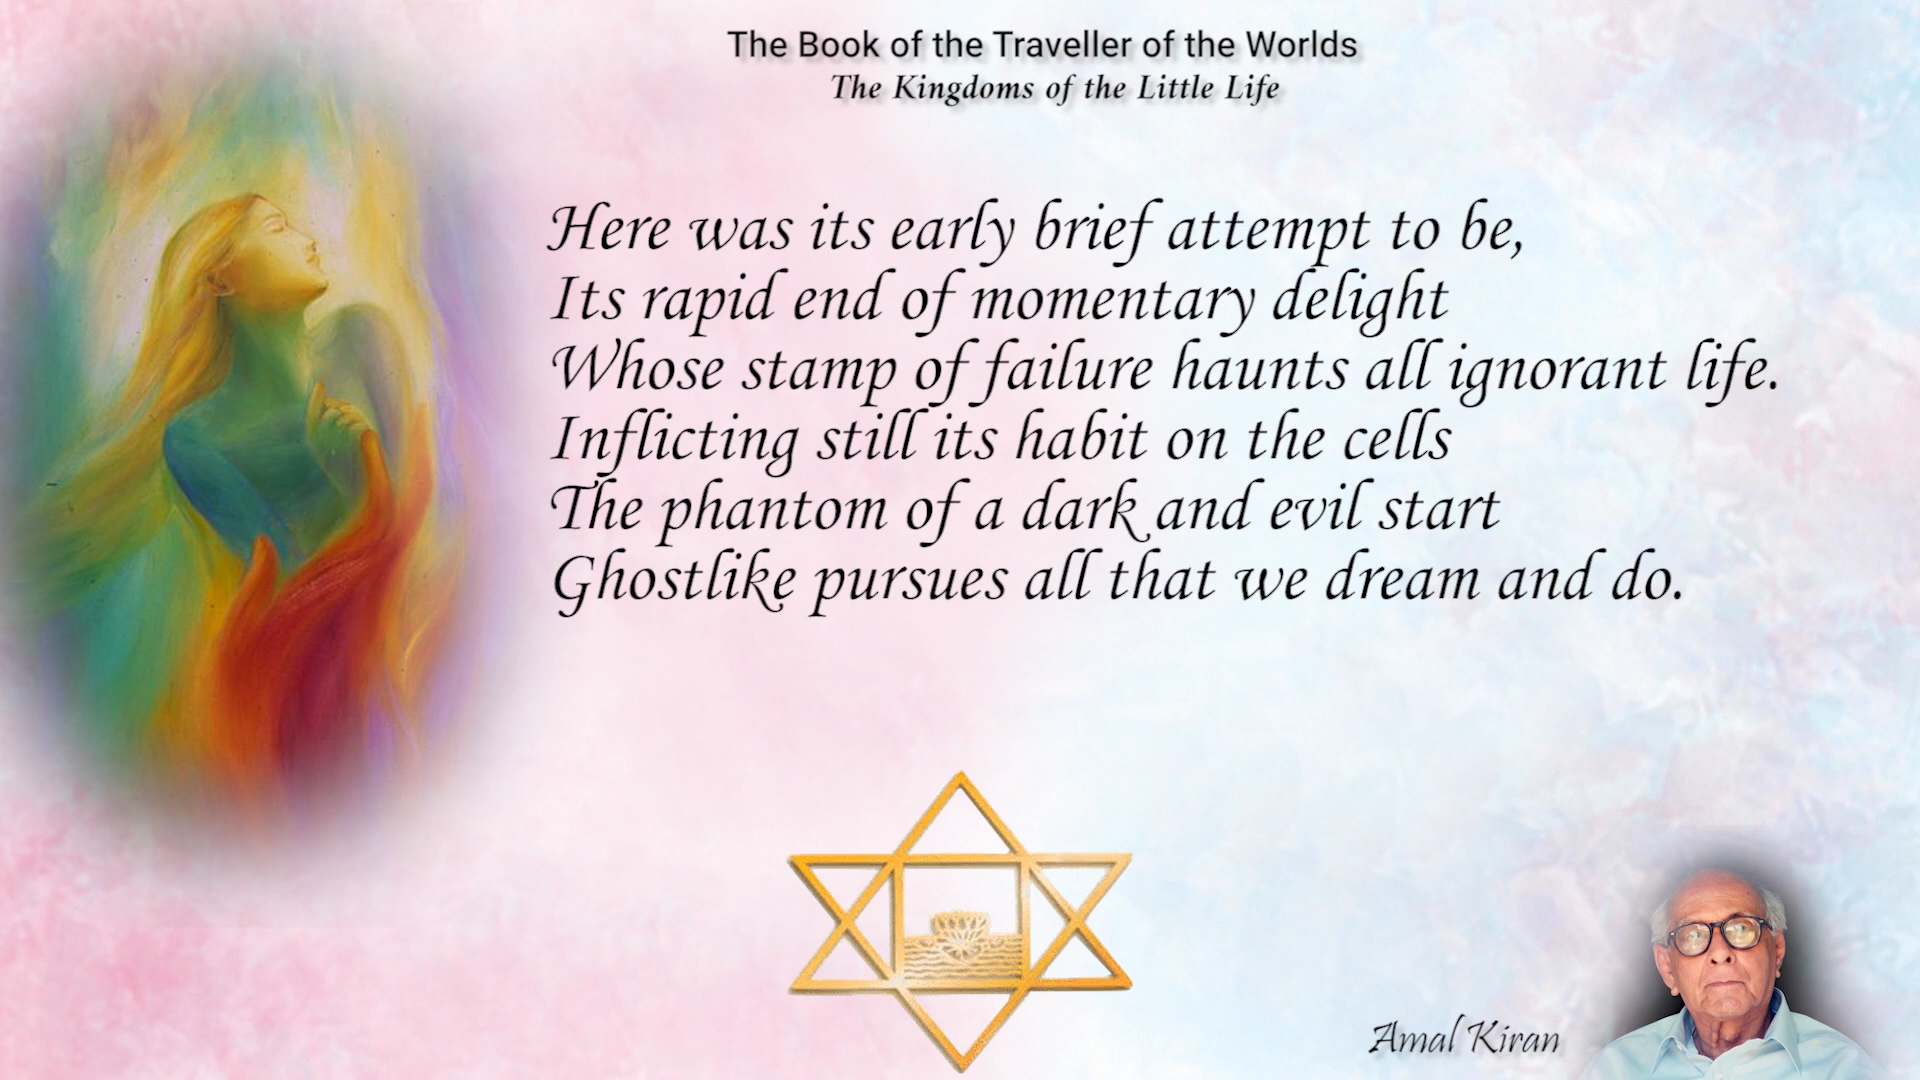 The Book of the Traveller of the Worlds
The Kingdoms of the Little Life
Here was its early brief attempt to be,
Its rapid end of momentary delight
Whose stamp of failure haunts all ignorant life.
Inflicting still its habit on the cells
The phantom of a dark and evil start
Ghostlike pursues all that we dream and do.
Amal Kiran